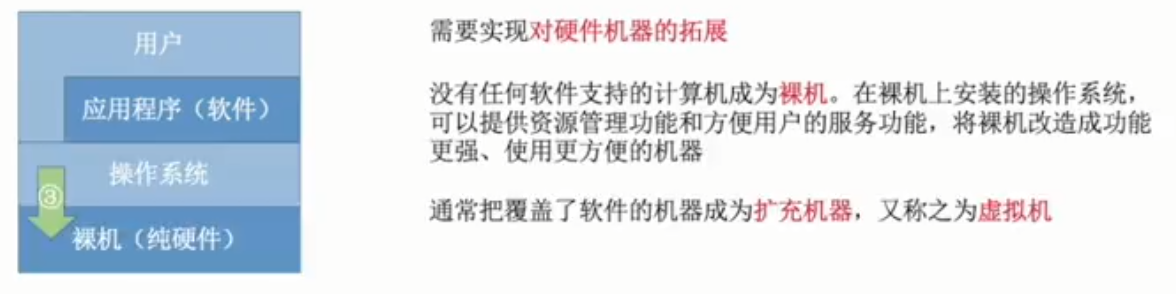 用户
应用程序（软件）
操作系统
③
裸机（纯硬件）
需要实现对硬件机器的拓展
没有任何软件支持的计算机成为裸机。在裸机上安装的操作系统，
可以提供资源管理功能和方便用户的服务功能，将裸机改造成功能
更强、使用更方便的机器
通常把覆盖了软件的机器成为扩充机器，又称之为虚拟机